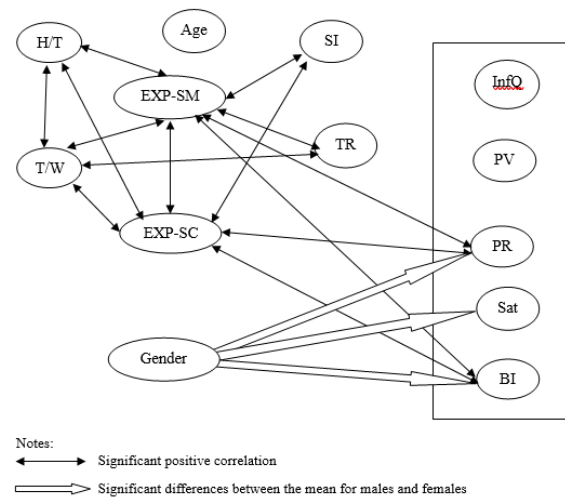 H/T
Age
SI
EXP-SM
InfQ
TR
PV
T/W
EXP-SC
PR
Sat
Gender
BI
Notes:
Significant positive correlation
Significant differences between the mean for males and females